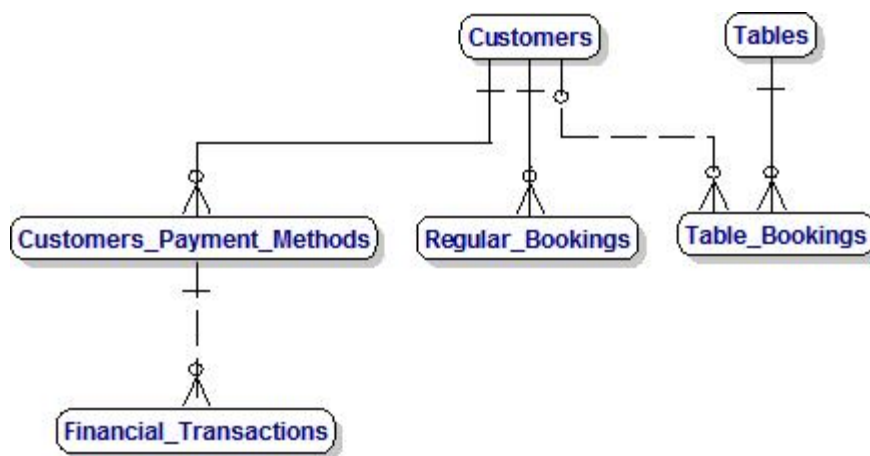 Customers
Tables
Customers_Payment_Methods
Regular_Bookings
Table_Bookings
Financial_Transactions